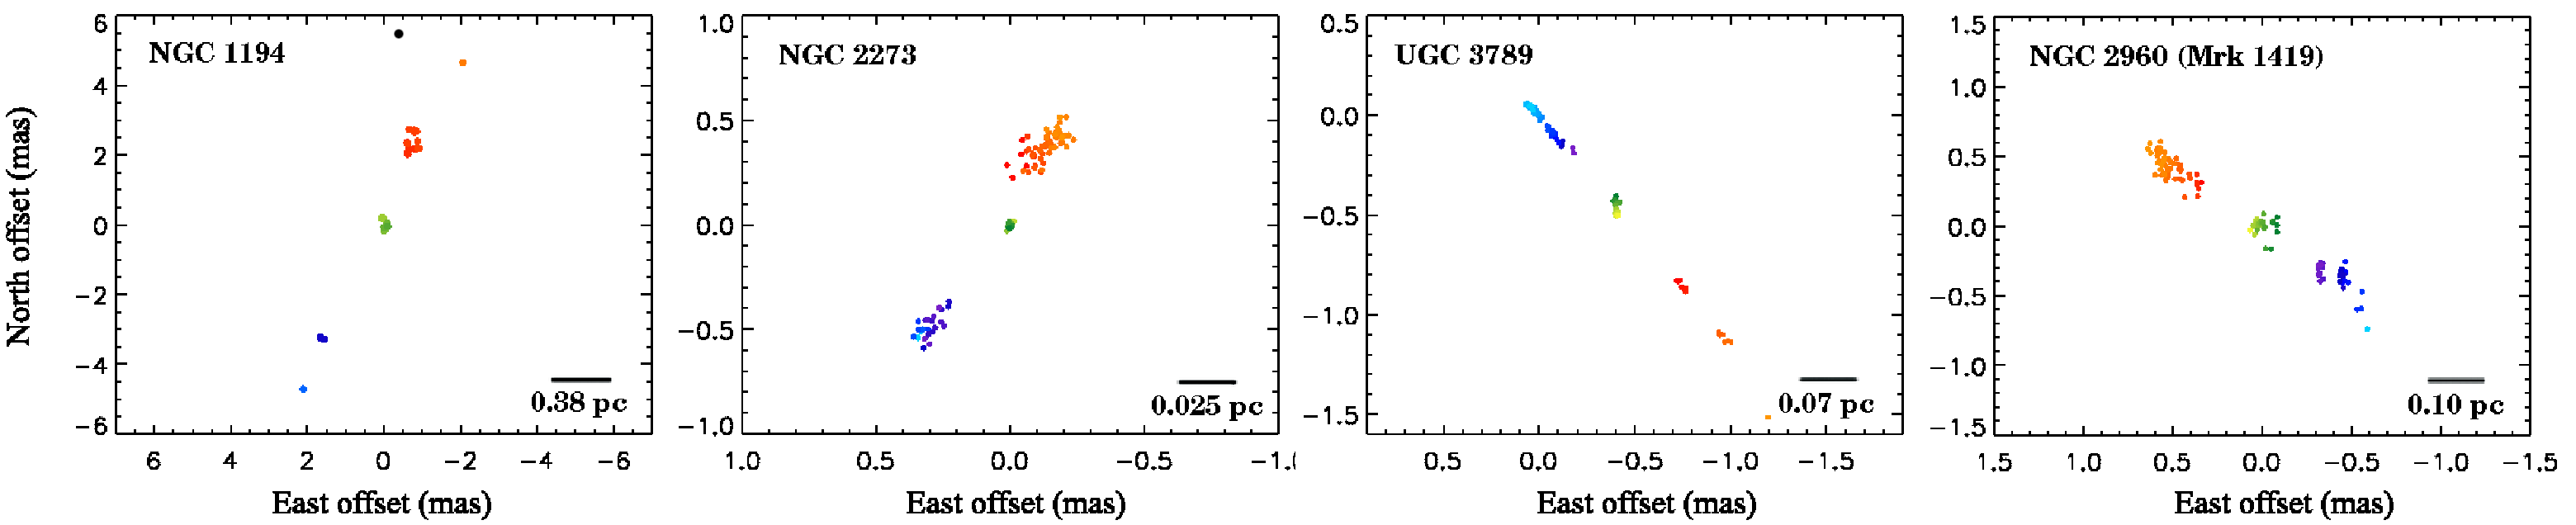 North offset (mas)
6
4
2
0
−2
−4
−6
NGC 1194
0.38 pc
6 4 2 0 −2 −4 −6
East offset (mas)
1.0
0.5
0.0
−0.5
−1.0
NGC 2273
0.025 pc
1.0 0.5 0.0 −0.5
East offset (mas)
0.5
0.0
−0.5
−1.0
−1.5
UGC 3789
0.07 pc
0.5 0.0 −0.5 −1.0 −1.5
East offset (mas)
1.5
1.0
0.5
0.0
−0.5
−1.0
−1.5
NGC 2960 (Mrk 1419)
0.10 pc
1.5 1.0 0.5 0.0 −0.5 −1.0 −1.5
East offset (mas)